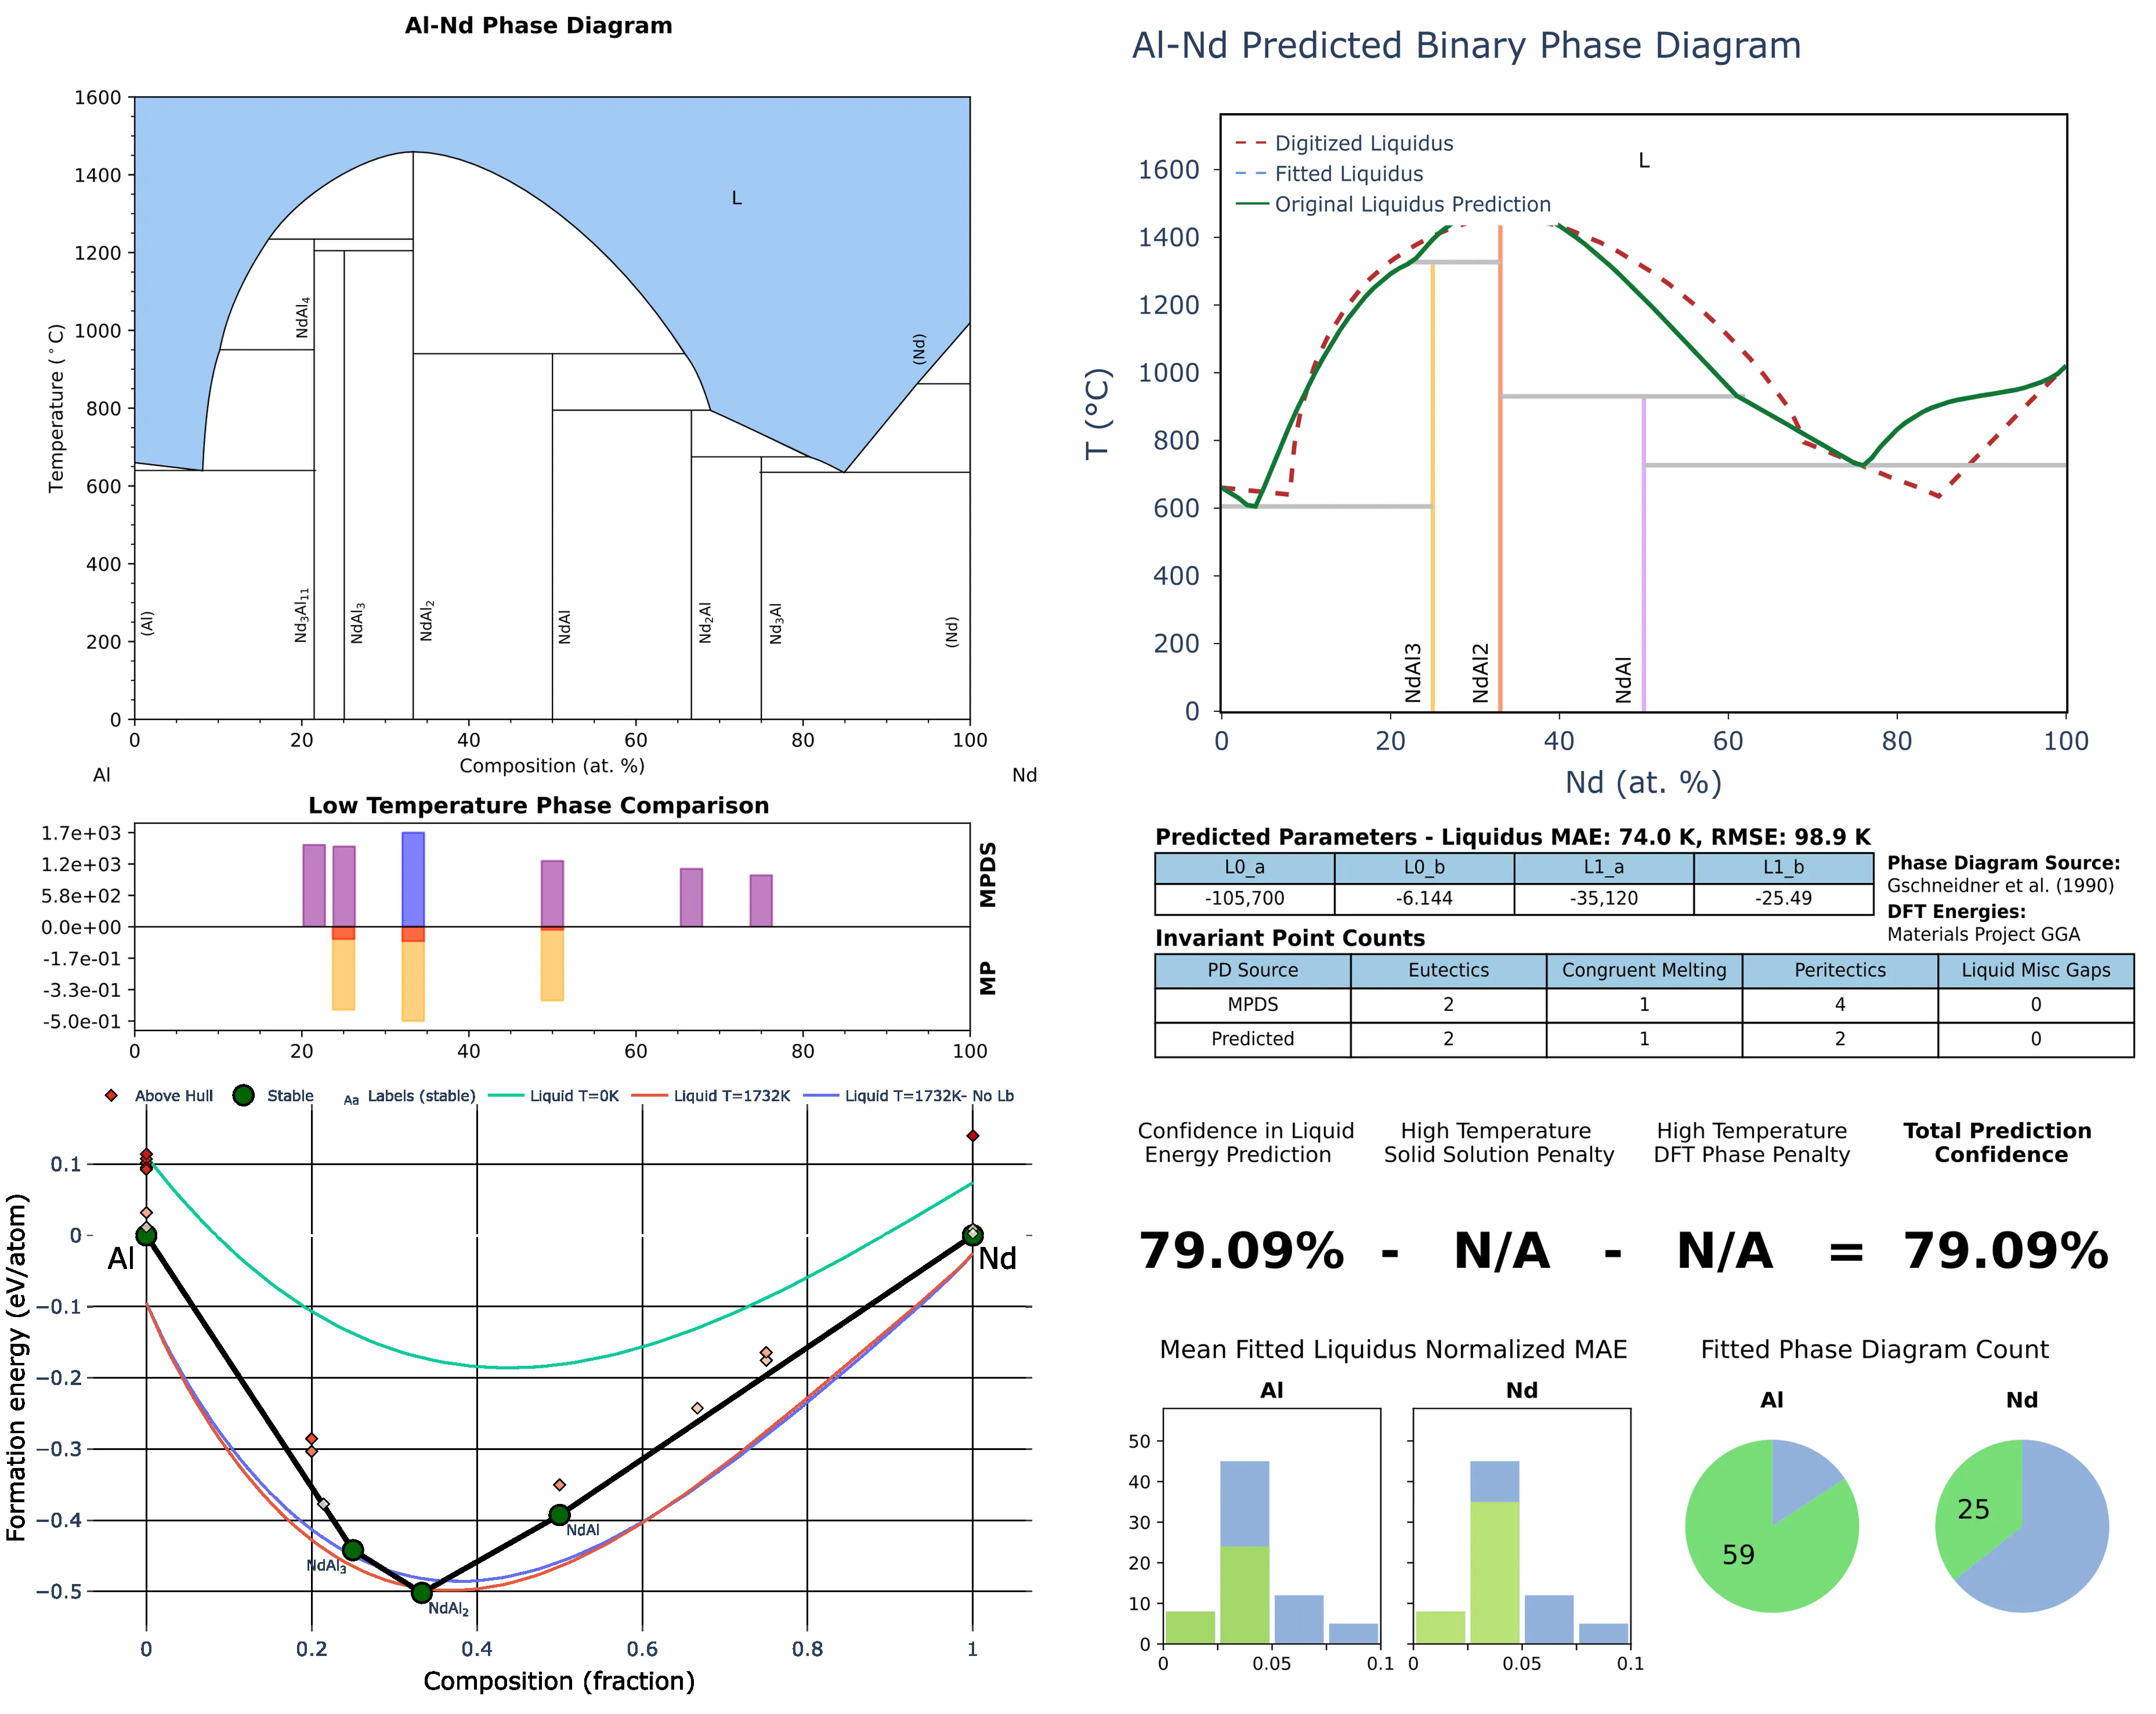 Al-Nd Phase Diagram
1600
1400
1200
1000
800
600
400
200
0
Temperature (°C)
L
NdAl4
(Nd)
(Al)
Nd3Al11
NdAl3
NdAl2
NdAl
Nd2Al
Nd3Al
(Nd)
0 20 40 60 80 100
Composition (at. %)
Al Nd
Low Temperature Phase Comparison
1.7e+03
1.2e+03
5.8e+02
0.0e+00
-1.7e-01
-3.3e-01
-5.0e-01
MPDS
MP
0 20 40 60 80 100
Above Hull Stable Aa Labels (stable) Liquid T=0K Liquid T=1732K Liquid T=1732K- No Lb
0.1
0
−0.1
−0.2
−0.3
−0.4
−0.5
Formation energy (eV/atom)
Al
Nd
NdAl3
NdAl2
NdAl
0 0.2 0.4 0.6 0.8 1
Composition (fraction)
Al-Nd Predicted Binary Phase Diagram
Digitized Liquidus
Fitted Liquidus
Original Liquidus Prediction
L
1600
1400
1200
1000
800
600
400
200
0
T (°C)
NdAl3
NdAl2
NdAl
0 20 40 60 80 100
Nd (at. %)
Predicted Parameters - Liquidus MAE: 74.0 K, RMSE: 98.9 K
L0_a L0_b L1_a L1_b
-105,700 -6.144 -35,120 -25.49
Phase Diagram Source:
Gschneidner et al. (1990)
DFT Energies:
Materials Project GGA
Invariant Point Counts
PD Source Eutectics Congruent Melting Peritectics Liquid Misc Gaps
MPDS 2 1 4 0
Predicted 2 1 2 0
Confidence in Liquid
Energy Prediction
High Temperature
Solid Solution Penalty
High Temperature
DFT Phase Penalty
Total Prediction
Confidence
79.09% - N/A - N/A = 79.09%
Mean Fitted Liquidus Normalized MAE
Al Nd
50
40
30
20
10
0
0 0.05 0.1 0 0.05 0.1
Fitted Phase Diagram Count
Al Nd
59
25